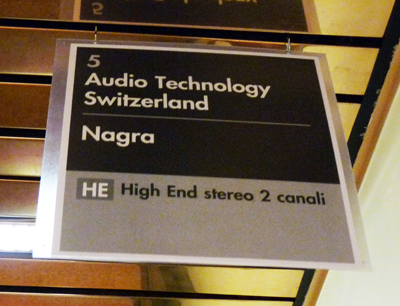 5
Audio Technology
Switzerland
Nagra
HE High End stereo 2 canali